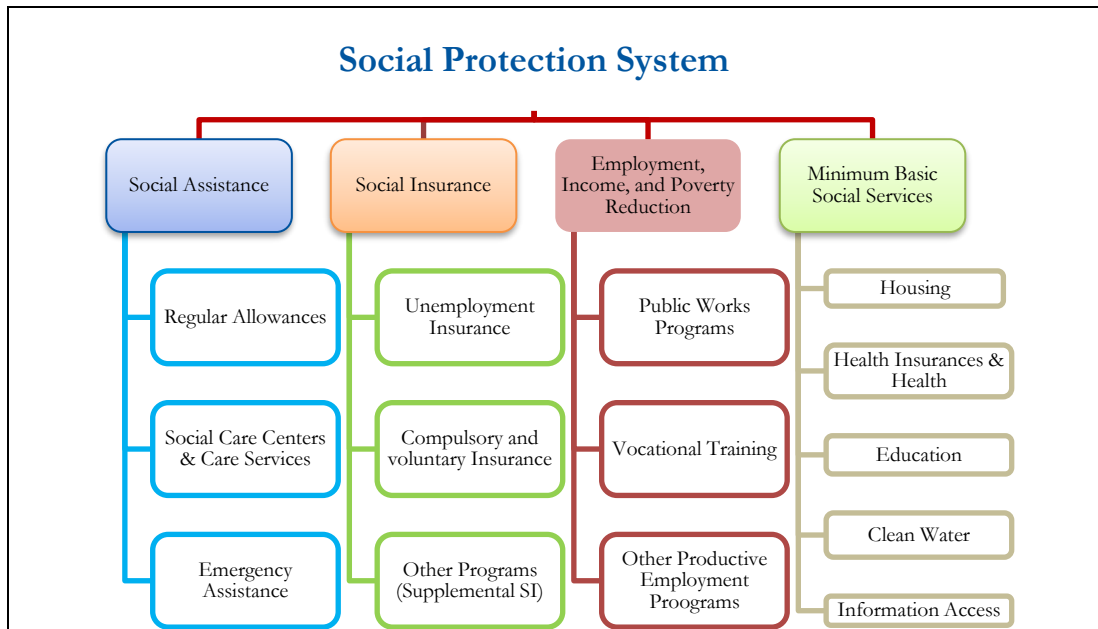 Social Protection System
Social Assistance
Social Insurance
Employment,
Income, and Poverty
Reduction
Minimum Basic
Social Services
Regular Allowances
Social Care Centers
& Care Services
Emergency
Assistance
Unemployment
Insurance
Compulsory and
voluntary Insurance
Other Programs
(Supplemental SI)
Public Works
Programs
Vocational Training
Other Productive
Employment
Proograms
Housing
Health Insurances &
Health
Education
Clean Water
Information Access